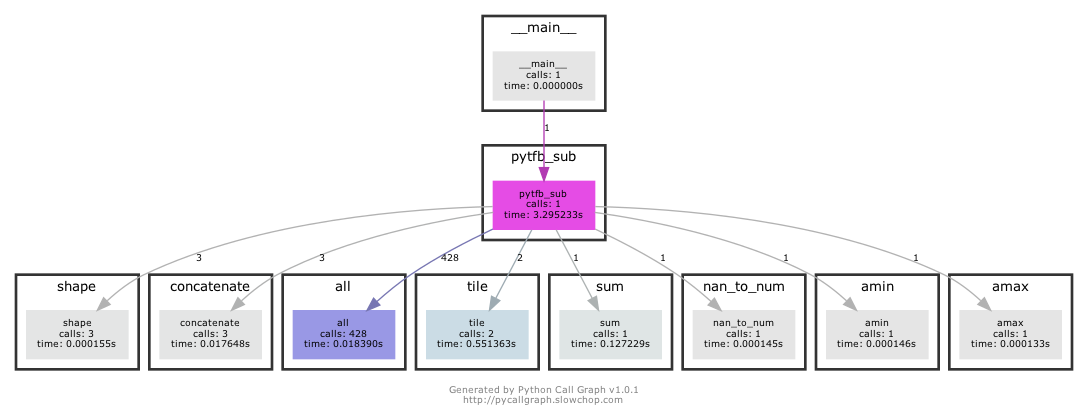 __main__
__main__
calls: 1
time: 0.000000s
1
pytfb_sub
pytfb_sub
calls: 1
time: 3.295233s
3
3
428
2
1
1
1
1
shape
concatenate
all
tile
sum
nan_to_num
amin
amax
shape
calls: 3
time: 0.000155s
concatenate
calls: 3
time: 0.017648s
all
calls: 428
time: 0.018390s
tile
calls: 2
time: 0.551363s
sum
calls: 1
time: 0.127229s
nan_to_num
calls: 1
time: 0.000145s
amin
calls: 1
time: 0.000146s
amax
calls: 1
time: 0.000133s
Generated by Python Call Graph v1.0.1
http://pycallgraph.slowchop.com